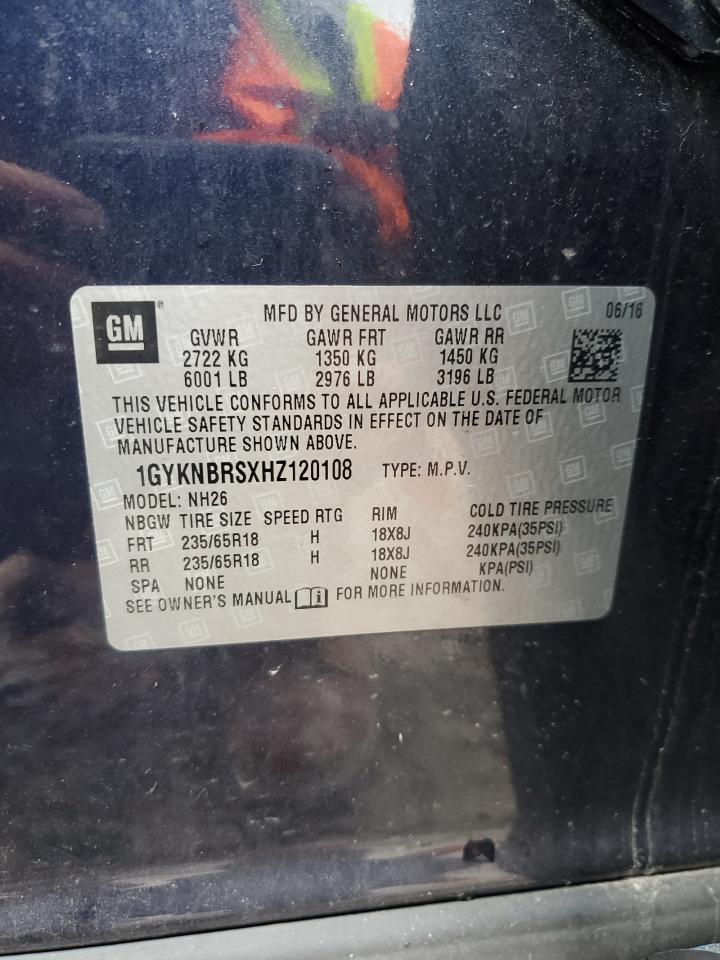 GM ® MFD BY GENERAL MOTORS LLC 06/16
GVWR GAWR FRT GAWR RR
2722 KG 1350 KG 1450 KG
6001 LB 2976 LB 3196 LB
THIS VEHICLE CONFORMS TO ALL APPLICABLE U.S. FEDERAL MOTOR
VEHICLE SAFETY STANDARDS IN EFFECT ON THE DATE OF
MANUFACTURE SHOWN ABOVE.
1GYKNBRSXHZ120108 TYPE: M.P.V.
MODEL: NH26
NBGW TIRE SIZE SPEED RTG RIM COLD TIRE PRESSURE
FRT 235/65R18 H 18X8J 240KPA(35PSI)
RR 235/65R18 H 18X8J 240KPA(35PSI)
SPA NONE NONE KPA(PSI)
SEE OWNER'S MANUAL i FOR MORE INFORMATION.